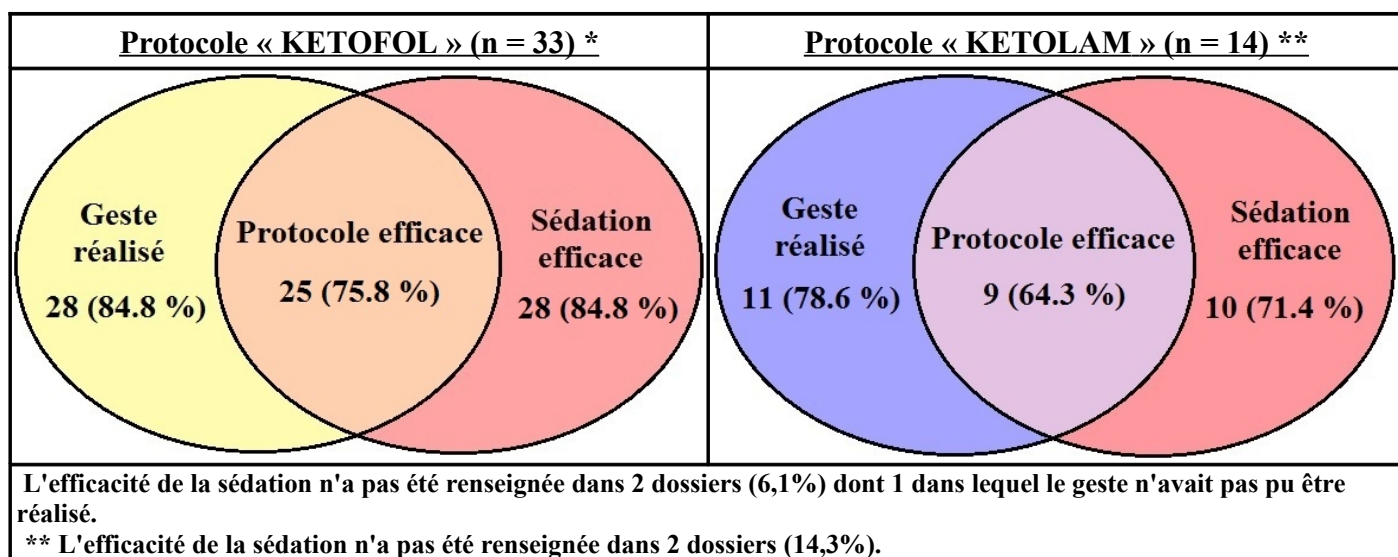 Protocole « KETOFOL » (n = 33) *
Protocole « KETOLAM » (n = 14) **
Geste
réalisé
28 (84.8 %)
Protocole efficace
25 (75.8 %)
Sédation
efficace
28 (84.8 %)
Geste
réalisé
11 (78.6 %)
Protocole efficace
9 (64.3 %)
Sédation
efficace
10 (71.4 %)
L'efficacité de la sédation n'a pas été renseignée dans 2 dossiers (6,1%) dont 1 dans lequel le geste n'avait pas pu être
réalisé.
** L'efficacité de la sédation n'a pas été renseignée dans 2 dossiers (14,3%).